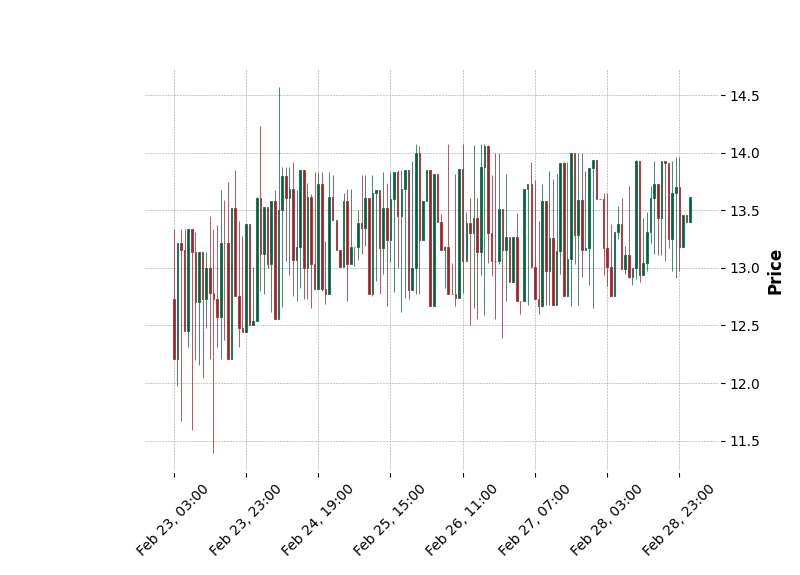 14.5
14.0
13.5
13.0
12.5
12.0
11.5
Price
Feb 23, 03:00
Feb 23, 23:00
Feb 24, 19:00
Feb 25, 15:00
Feb 26, 11:00
Feb 27, 07:00
Feb 28, 03:00
Feb 28, 23:00